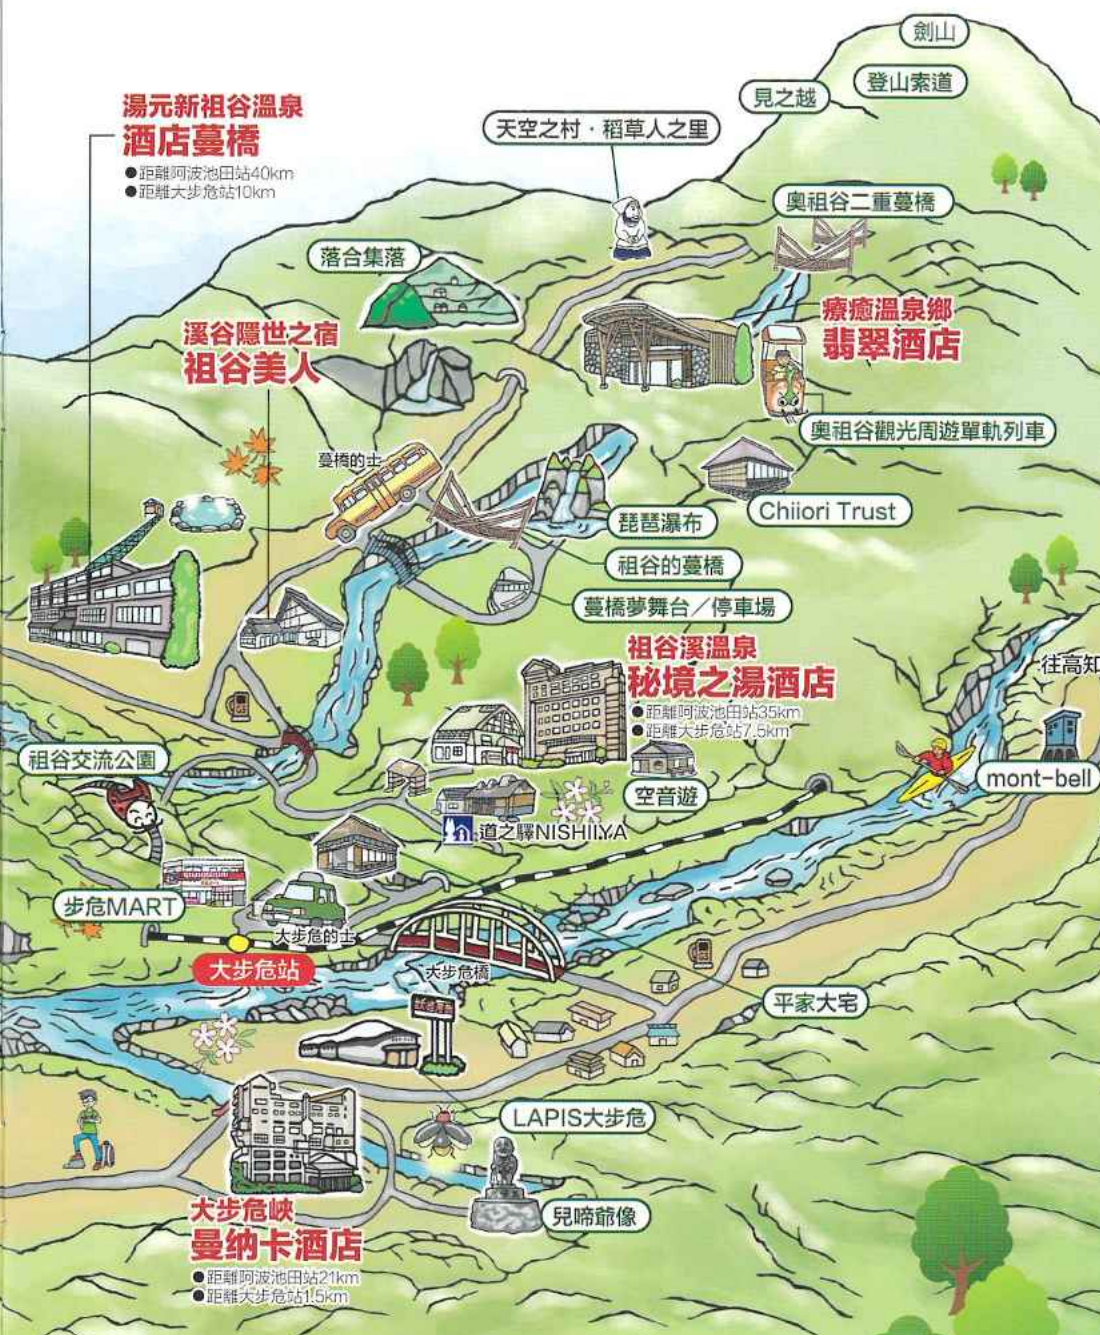 劍山
登山索道
見之越
湯元新祖谷溫泉
酒店蔓橋
●距離阿波池田站40km
●距離大步危站10km
天空之村・稻草人之里
奧祖谷二重蔓橋
落合集落
療癒溫泉鄉
翡翠酒店
溪谷隱世之宿
祖谷美人
奧祖谷觀光周遊單軌列車
蔓橋的士
Chiiori Trust
琵琶瀑布
祖谷的蔓橋
蔓橋夢舞台／停車場
祖谷溪溫泉
秘境之湯酒店
●距離阿波池田站35km
●距離大步危站7.5km
往高知
祖谷交流公園
mont-bell
空音遊
道之驛NISHIIYA
步危MART
大步危的士
大步危站
大步危橋
平家大宅
LAPIS大步危
兒啼爺像
大步危峽
曼纳卡酒店
●距離阿波池田站21km
●距離大步危站1.5km